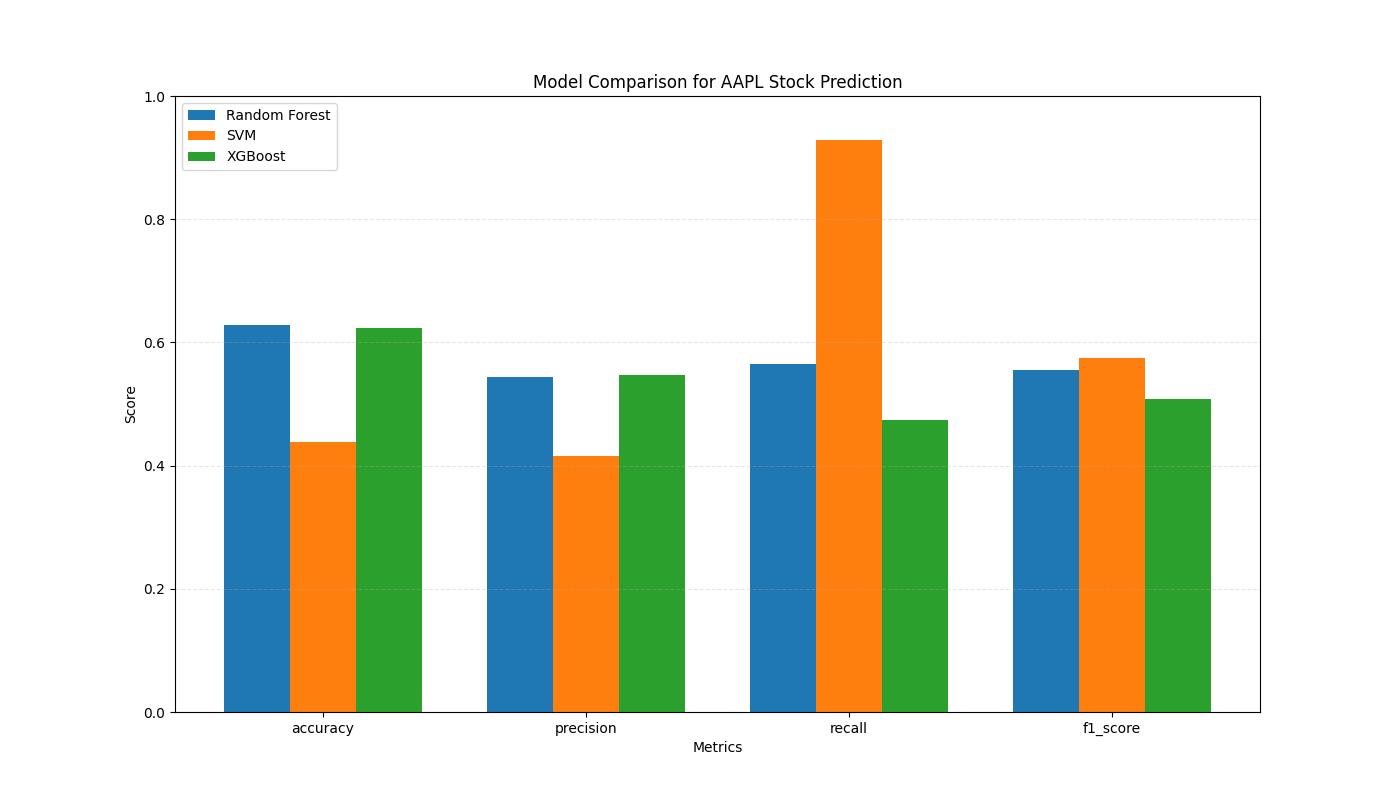 Model Comparison for AAPL Stock Prediction
1.0
0.8
0.6
0.4
0.2
0.0
Score
Random Forest
SVM
XGBoost
accuracy precision recall f1_score
Metrics